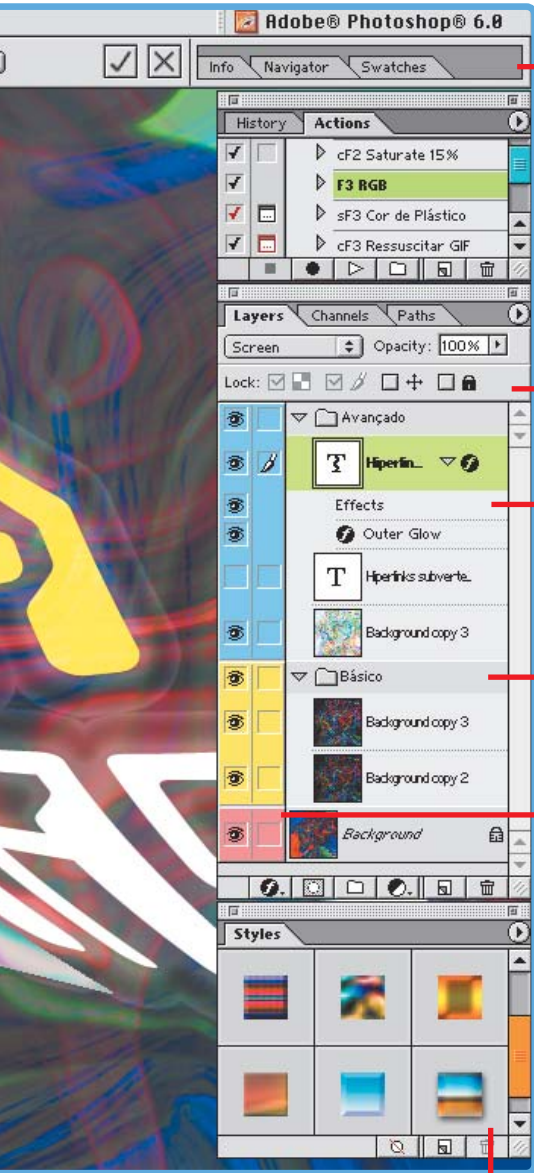 Adobe® Photoshop® 6.0
Info Navigator Swatches
History Actions
cF2 Saturate 15%
F3 RGB
sF3 Cor de Plástico
cF3 Ressuscitar GIF
Layers Channels Paths
Screen Opacity: 100%
Lock:
Avançado
T Hiperlin...
Effects
Outer Glow
T Hiperlinks subverte...
Background copy 3
Básico
Background copy 3
Background copy 2
Background
Styles